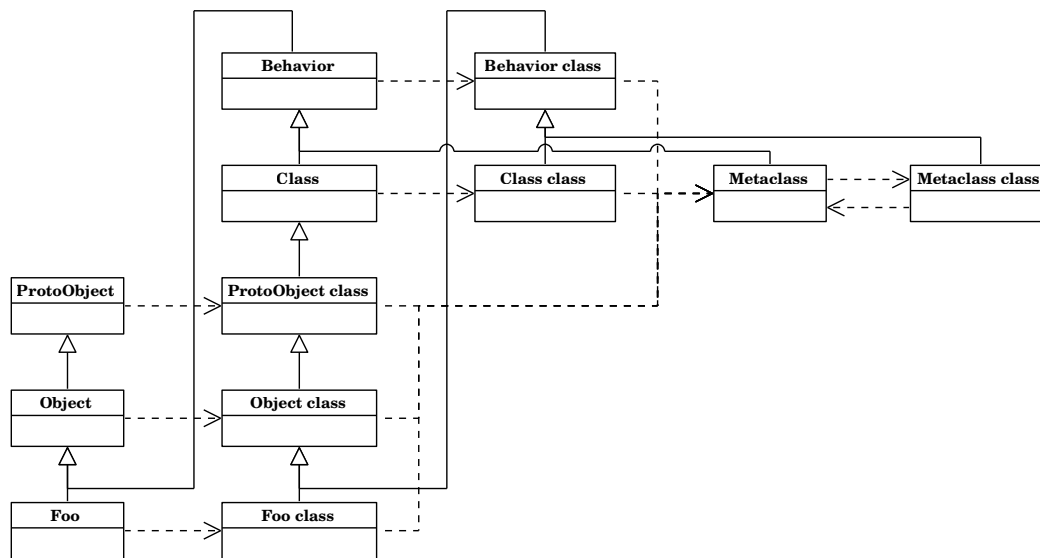 Behavior
Behavior class
Class
Class class
Metaclass
Metaclass class
ProtoObject
ProtoObject class
Object
Object class
Foo
Foo class